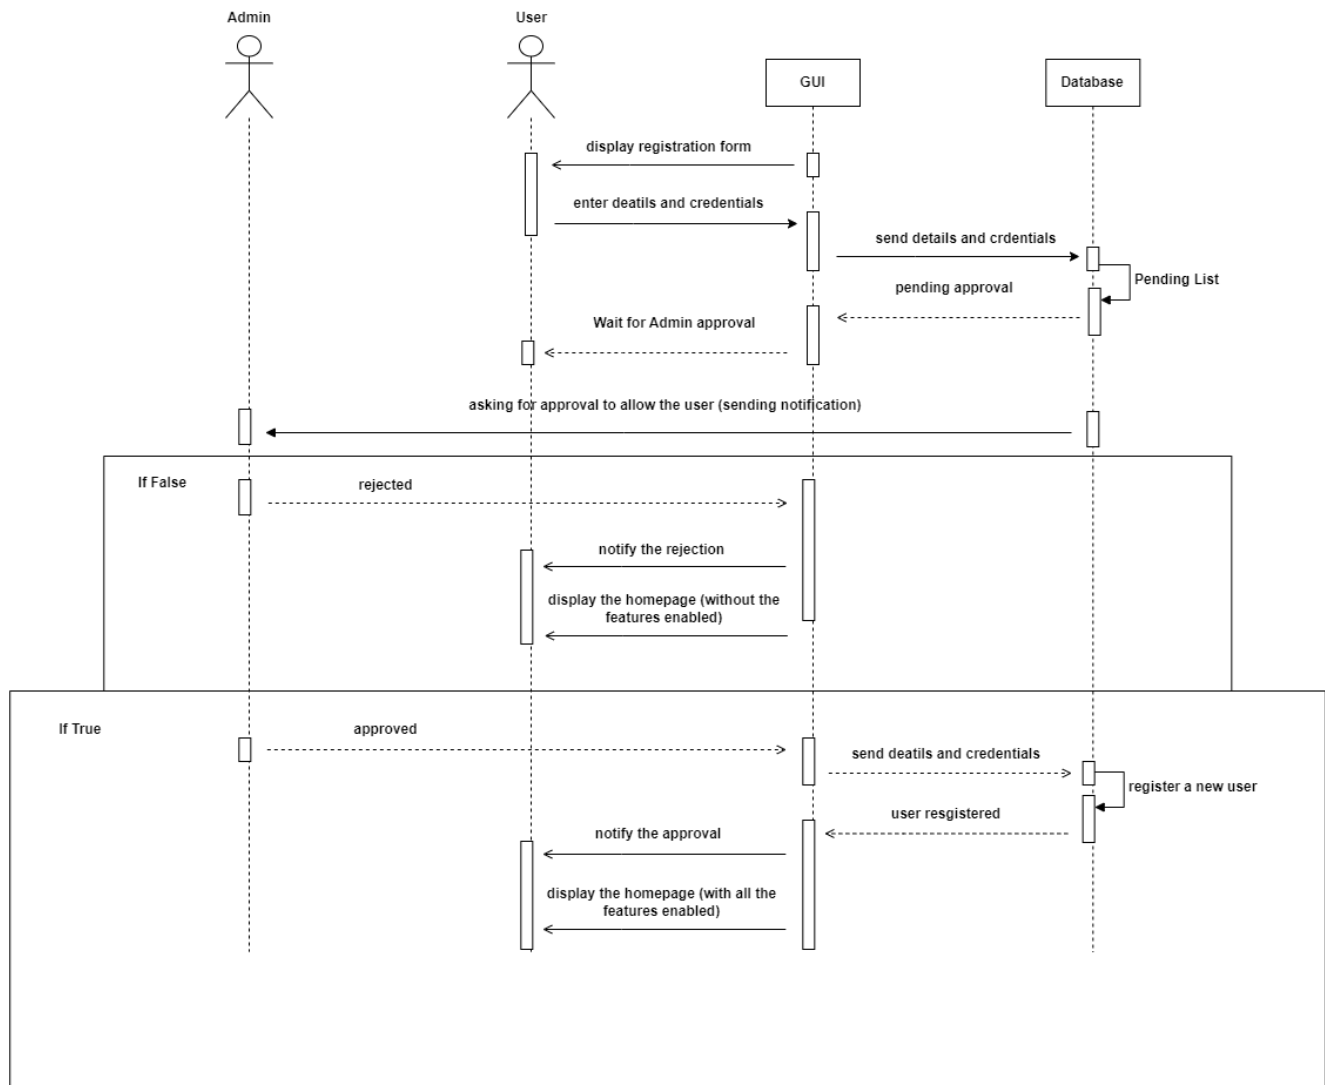 Admin
User
GUI
Database
display registration form
enter deatils and credentials
send details and crdentials
Pending List
pending approval
Wait for Admin approval
asking for approval to allow the user (sending notification)
If False
rejected
notify the rejection
display the homepage (without the
features enabled)
If True
approved
send deatils and credentials
register a new user
user resgistered
notify the approval
display the homepage (with all the
features enabled)